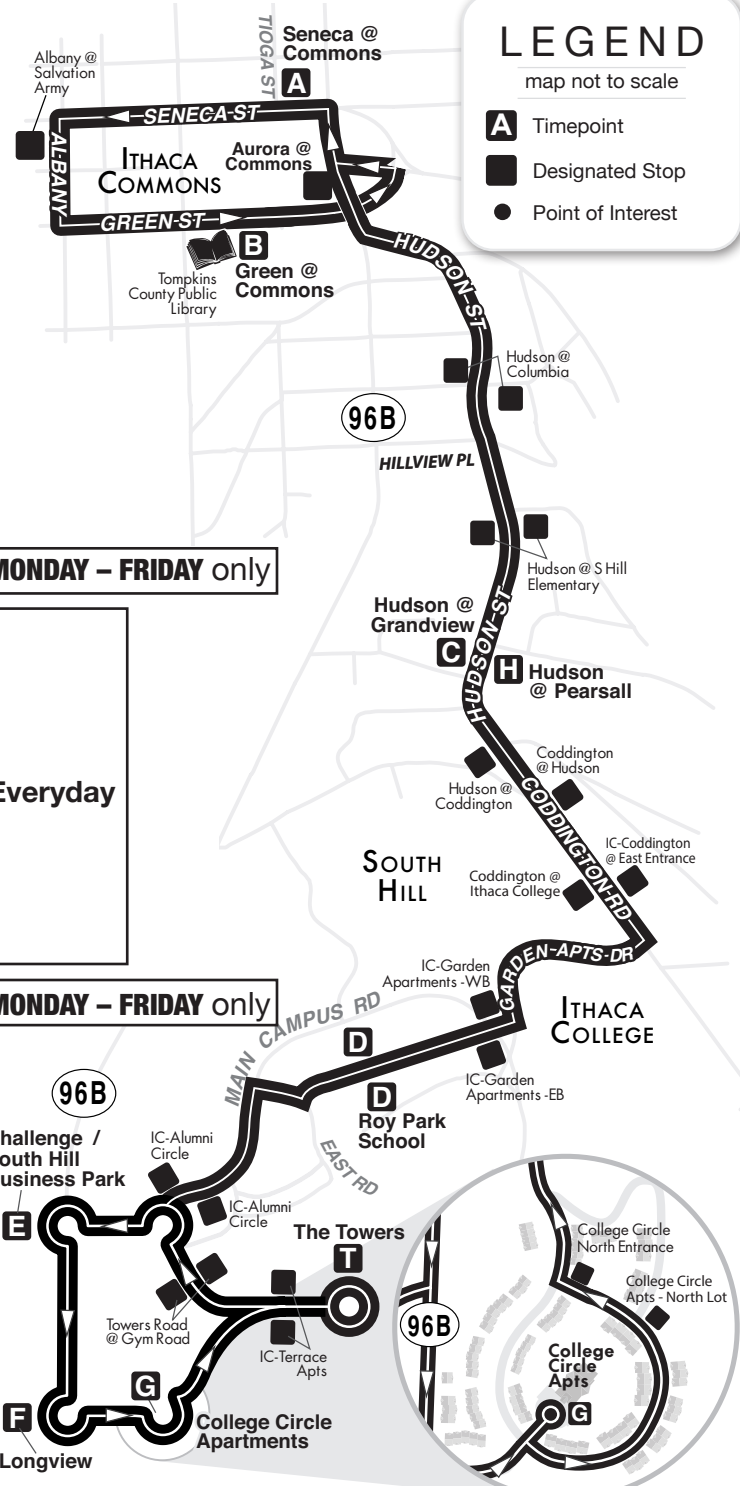 TIOGA ST
Seneca @
Commons
A
Albany @
Salvation
Army
SENECA ST
ALBANY
ITHACA
COMMONS
Aurora @
Commons
GREEN ST
B
Green @
Commons
Tompkins
County Public
Library
LEGEND
map not to scale
A Timepoint
Designated Stop
Point of Interest
HUDSON ST
Hudson @
Columbia
96B
HILLVIEW PL
Hudson @ S Hill
Elementary
MONDAY – FRIDAY only
Hudson @
Grandview
C
HUDSON ST
H
Hudson
@ Pearsall
Everyday
Coddington
@ Hudson
Hudson @
Coddington
CODDINGTON RD
IC-Coddington
@ East Entrance
SOUTH
HILL
Coddington @
Ithaca College
GARDEN APTS DR
IC-Garden
Apartments -WB
ITHACA
COLLEGE
MONDAY – FRIDAY only
MAIN CAMPUS RD
D
IC-Garden
Apartments -EB
D
Roy Park
School
EAST RD
96B
hallenge /
outh Hill
usiness Park
E
IC-Alumni
Circle
IC-Alumni
Circle
The Towers
T
Towers Road
@ Gym Road
IC-Terrace
Apts
G
College Circle
Apartments
F
Longview
96B
College Circle
North Entrance
College Circle
Apts - North Lot
College
Circle
Apts
G